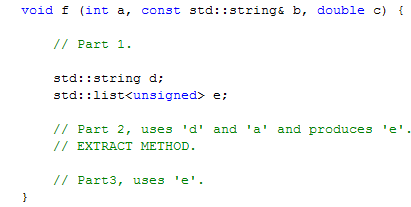 void f (int a, const std::string& b, double c) {
// Part 1.
std::string d;
std::list<unsigned> e;
// Part 2, uses 'd' and 'a' and produces 'e'.
// EXTRACT METHOD.
// Part3, uses 'e'.
}